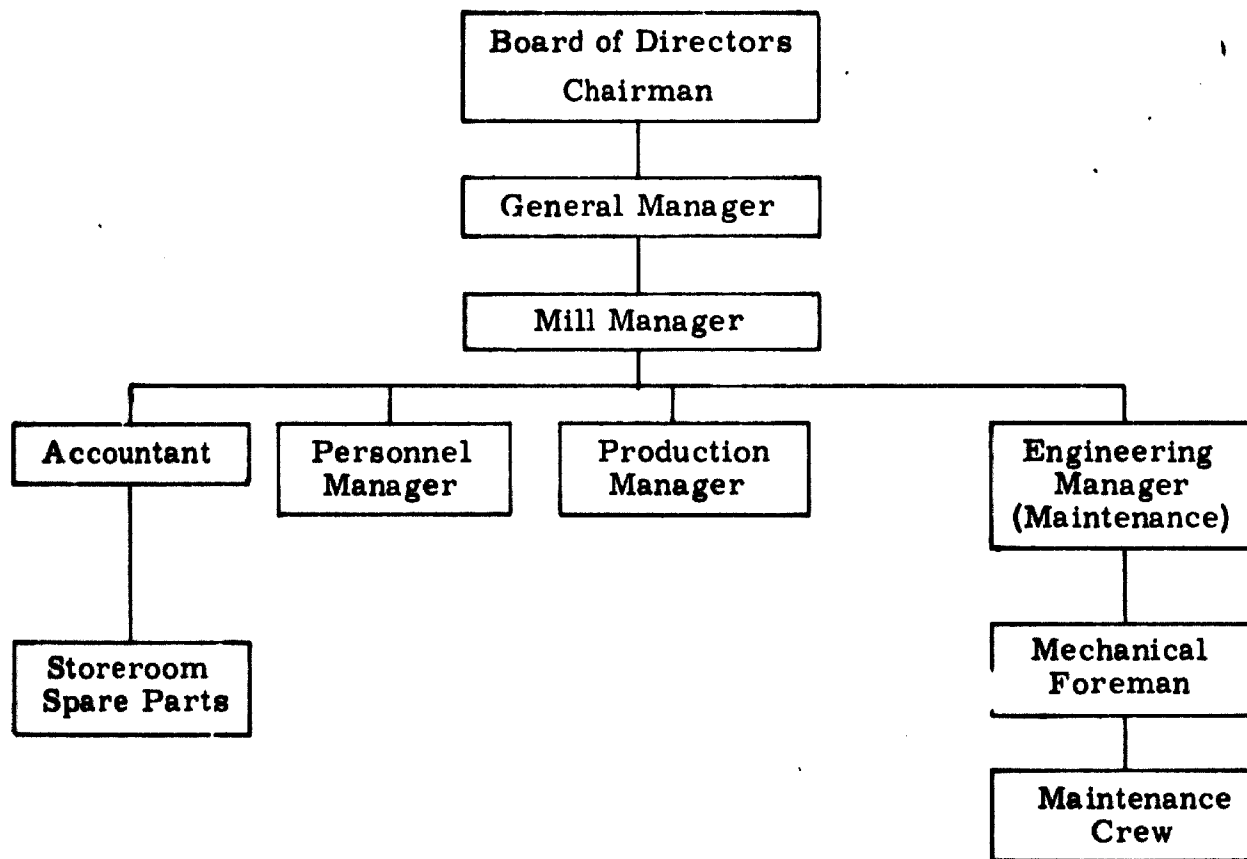 Board of Directors
Chairman
General Manager
Mill Manager
Accountant
Personnel
Manager
Production
Manager
Engineering
Manager
(Maintenance)
Storeroom
Spare Parts
Mechanical
Foreman
Maintenance
Crew